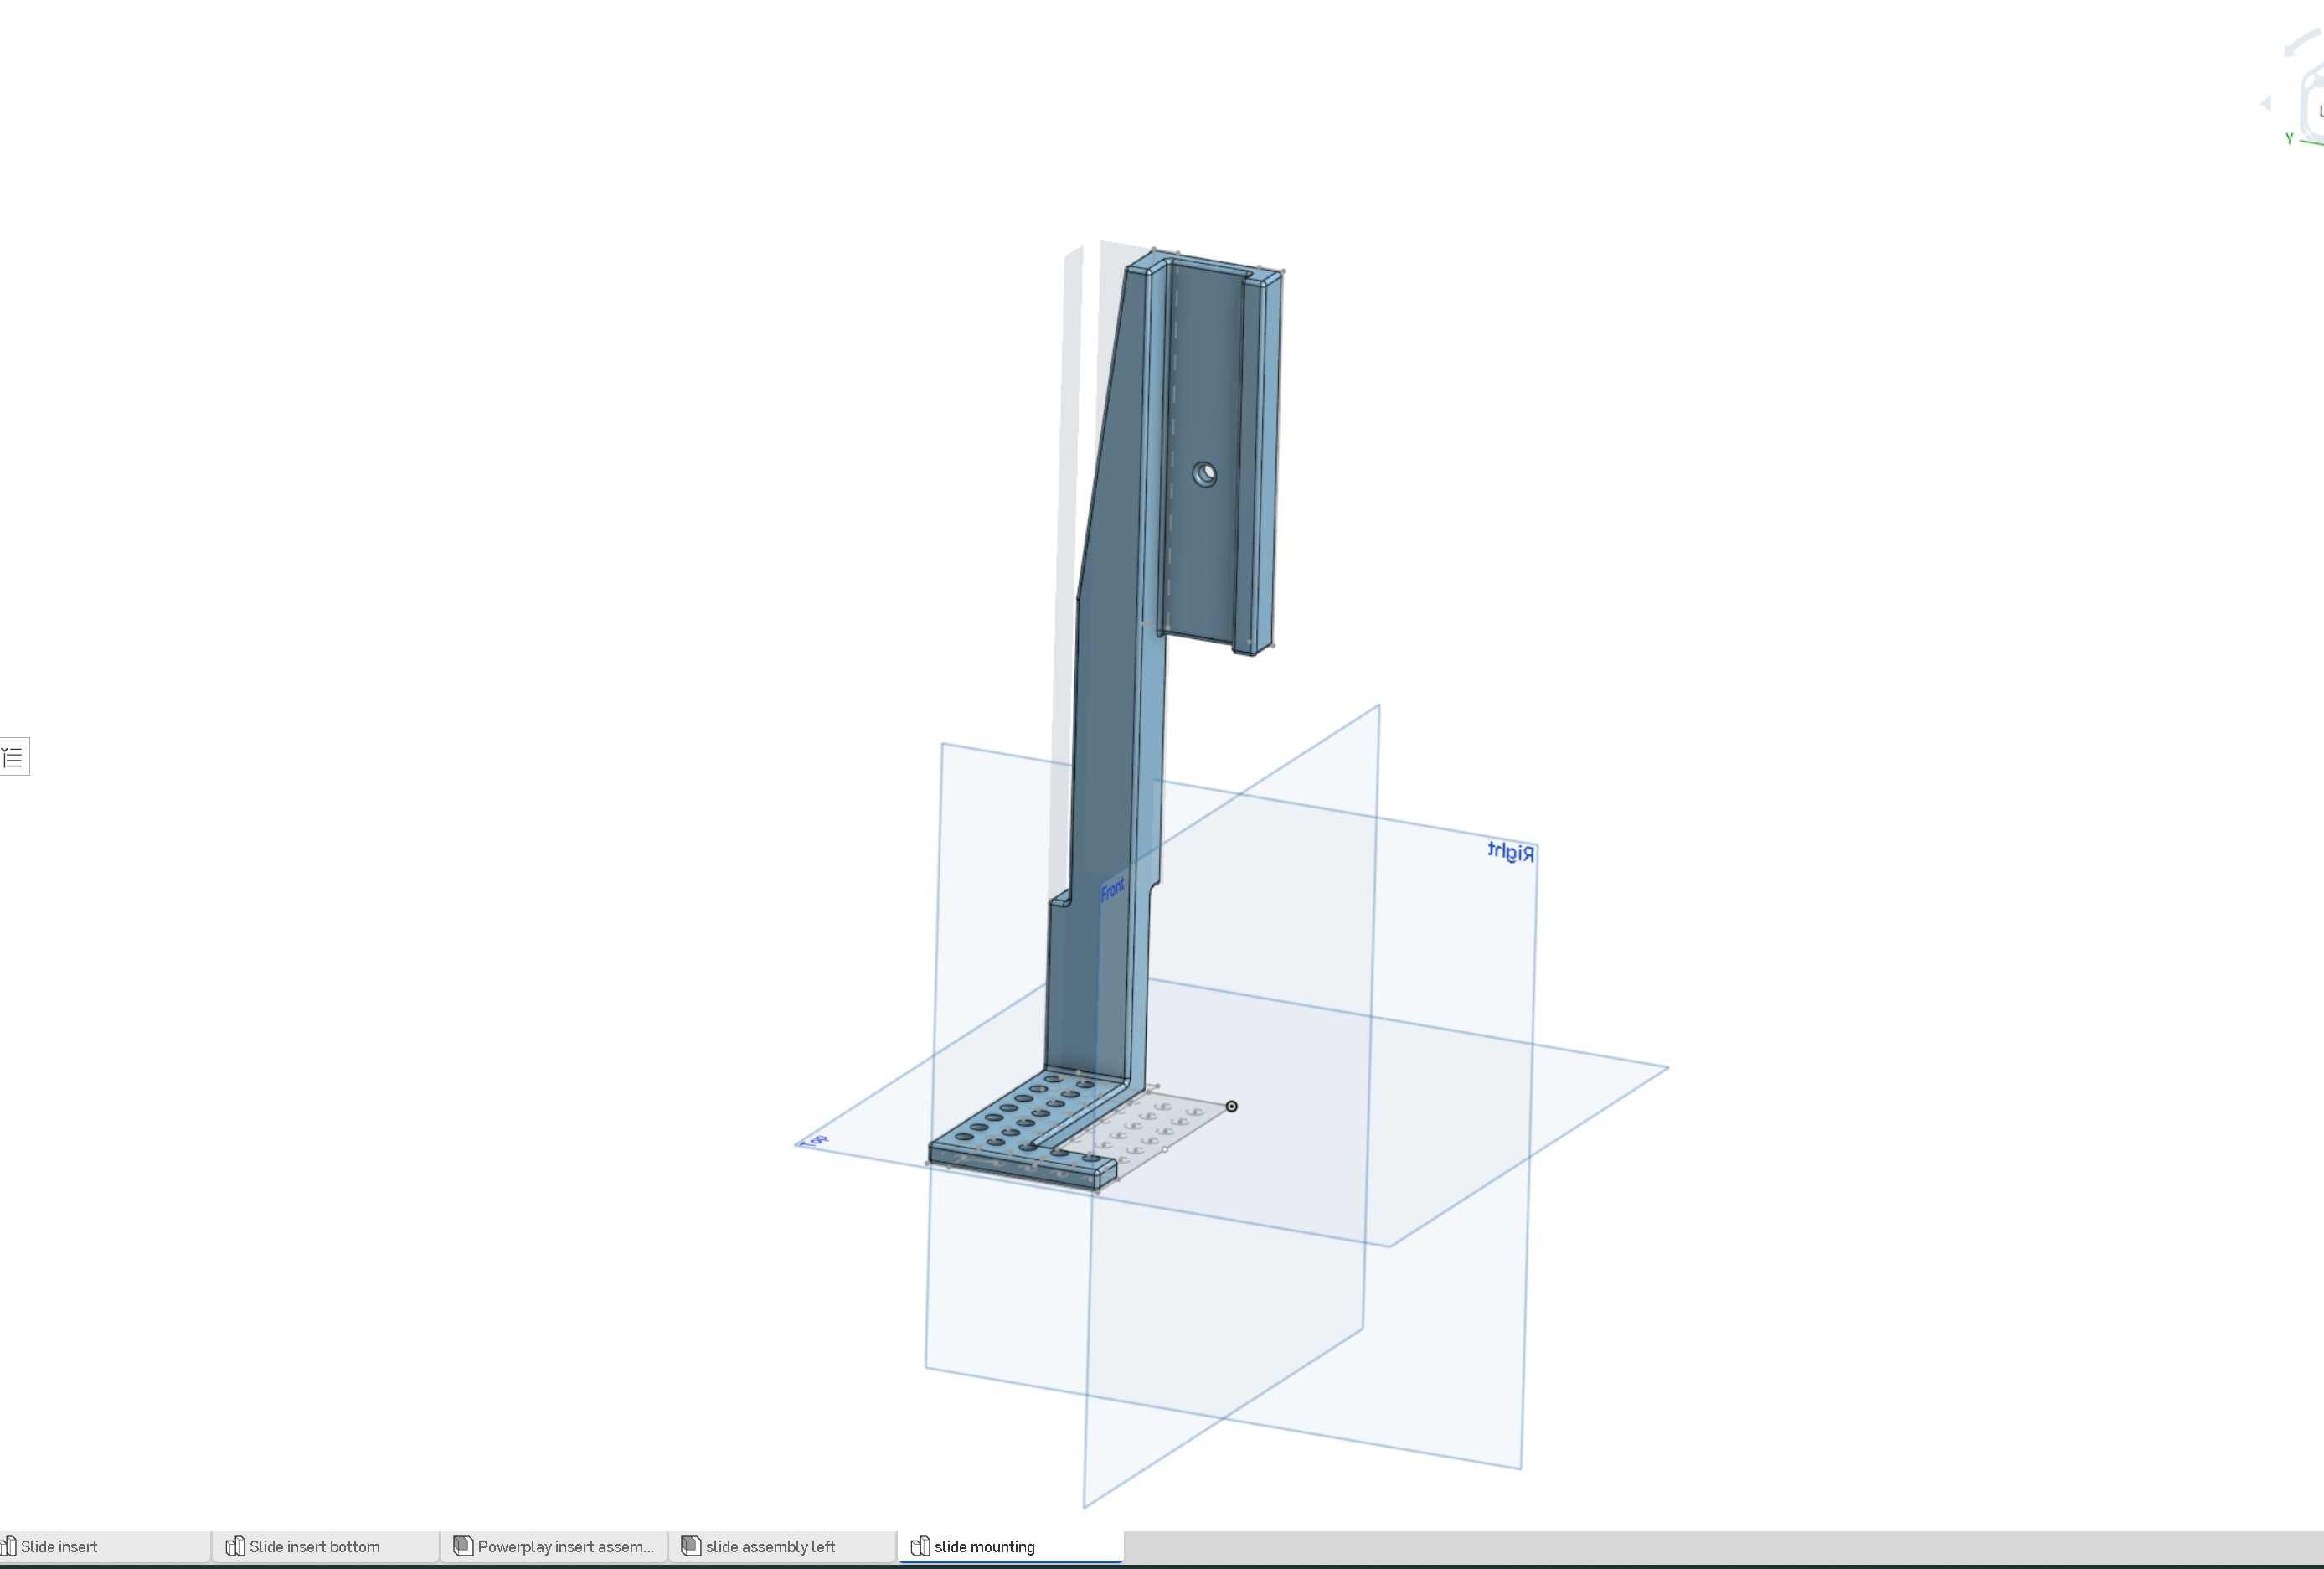 Y
Right
Front
Top
Slide insert
Slide insert bottom
Powerplay insert assem...
slide assembly left
slide mounting